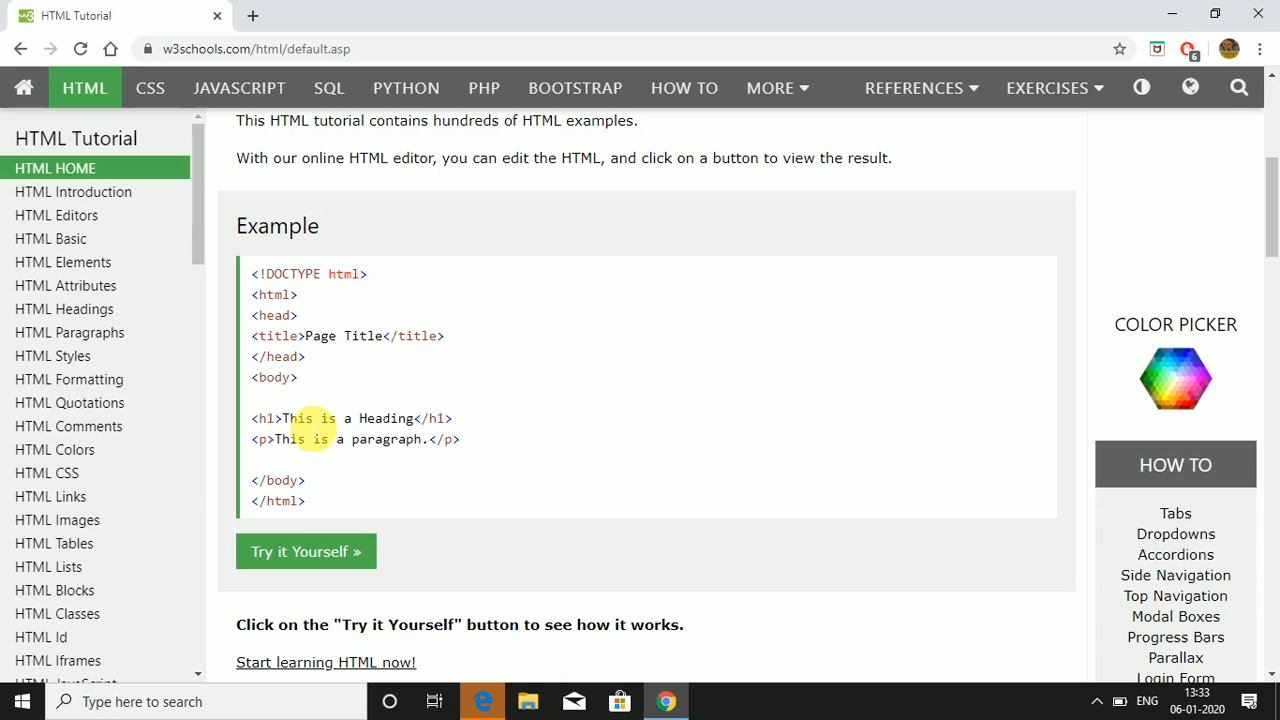 HTML Tutorial
w3schools.com/html/default.asp
6
HTML CSS JAVASCRIPT SQL PYTHON PHP BOOTSTRAP HOW TO MORE REFERENCES EXERCISES
HTML Tutorial
HTML HOME
HTML Introduction
HTML Editors
HTML Basic
HTML Elements
HTML Attributes
HTML Headings
HTML Paragraphs
HTML Styles
HTML Formatting
HTML Quotations
HTML Comments
HTML Colors
HTML CSS
HTML Links
HTML Images
HTML Tables
HTML Lists
HTML Blocks
HTML Classes
HTML Id
HTML Iframes
HTML JavaScript
This HTML tutorial contains hundreds of HTML examples.
With our online HTML editor, you can edit the HTML, and click on a button to view the result.
Example
<!DOCTYPE html>
<html>
<head>
<title>Page Title</title>
</head>
<body>
<h1>This is a Heading</h1>
<p>This is a paragraph.</p>
</body>
</html>
Try it Yourself »
Click on the "Try it Yourself" button to see how it works.
Start learning HTML now!
COLOR PICKER
HOW TO
Tabs
Dropdowns
Accordions
Side Navigation
Top Navigation
Modal Boxes
Progress Bars
Parallax
Login Form
Type here to search
ENG
13:33
06-01-2020